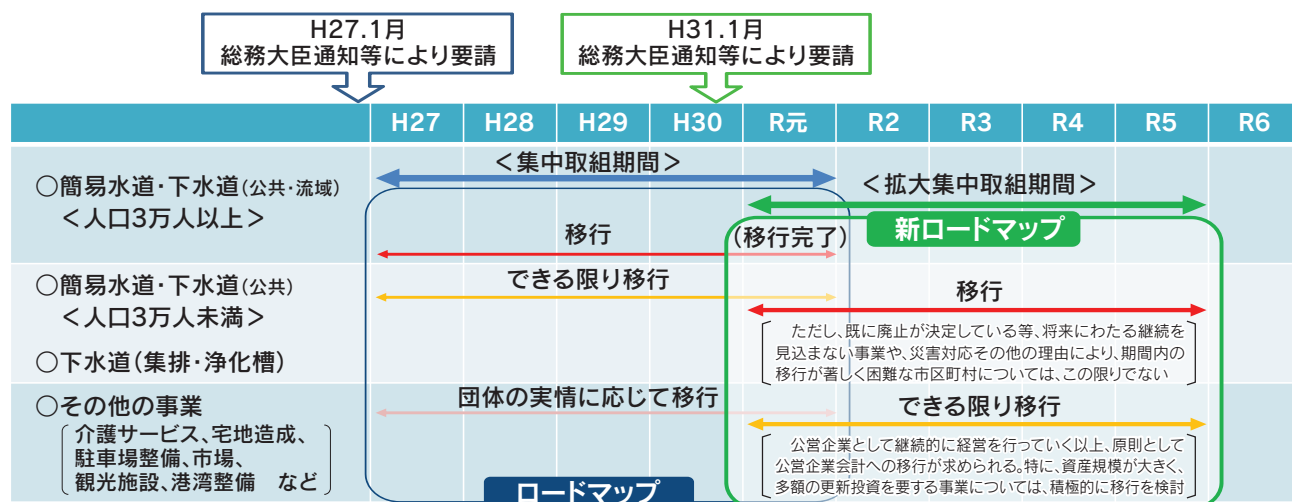 H27.1月
総務大臣通知等により要請
H31.1月
総務大臣通知等により要請
H27 H28 H29 H30 R元 R2 R3 R4 R5 R6
＜集中取組期間＞
＜拡大集中取組期間＞
○簡易水道・下水道(公共・流域)
＜人口3万人以上＞
新ロードマップ
移行
(移行完了)
○簡易水道・下水道(公共)
＜人口3万人未満＞
○下水道(集排・浄化槽)
できる限り移行
移行
ただし、既に廃止が決定している等、将来にわたる継続を
見込まない事業や、災害対応その他の理由により、期間内の
移行が著しく困難な市区町村については、この限りでない
○その他の事業
介護サービス、宅地造成、
駐車場整備、市場、
観光施設、港湾整備　など
団体の実情に応じて移行
できる限り移行
公営企業として継続的に経営を行っていく以上、原則として
公営企業会計への移行が求められる。特に、資産規模が大きく、
多額の更新投資を要する事業については、積極的に移行を検討
ロードマップ